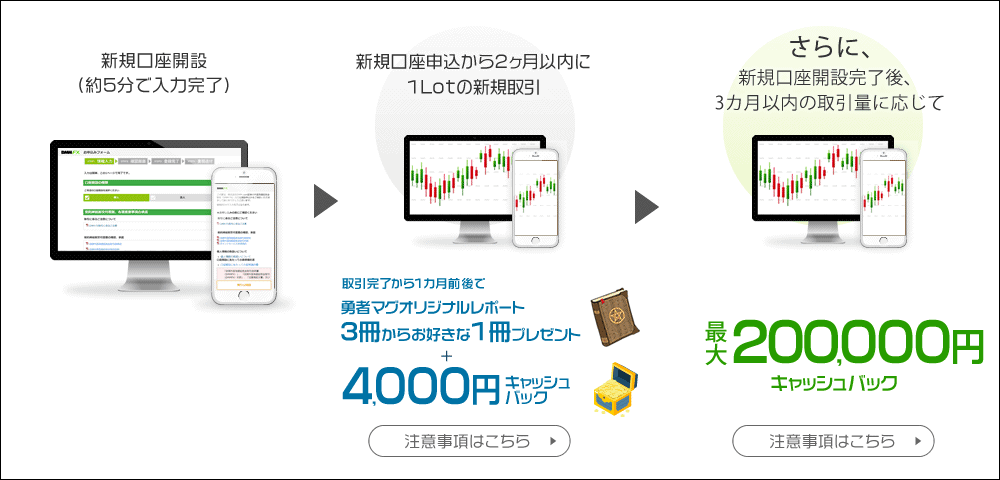 新規口座開設
(約5分で入力完了)
新規口座申込から2ヶ月以内に
1Lotの新規取引
取引完了から1カ月前後で
勇者マグオリジナルレポート
3冊からお好きな1冊プレゼント
+
4,000円キャッシュ
バック
注意事項はこちら
さらに、
新規口座開設完了後、
3カ月以内の取引量に応じて
最大200,000円
キャッシュバック
注意事項はこちら